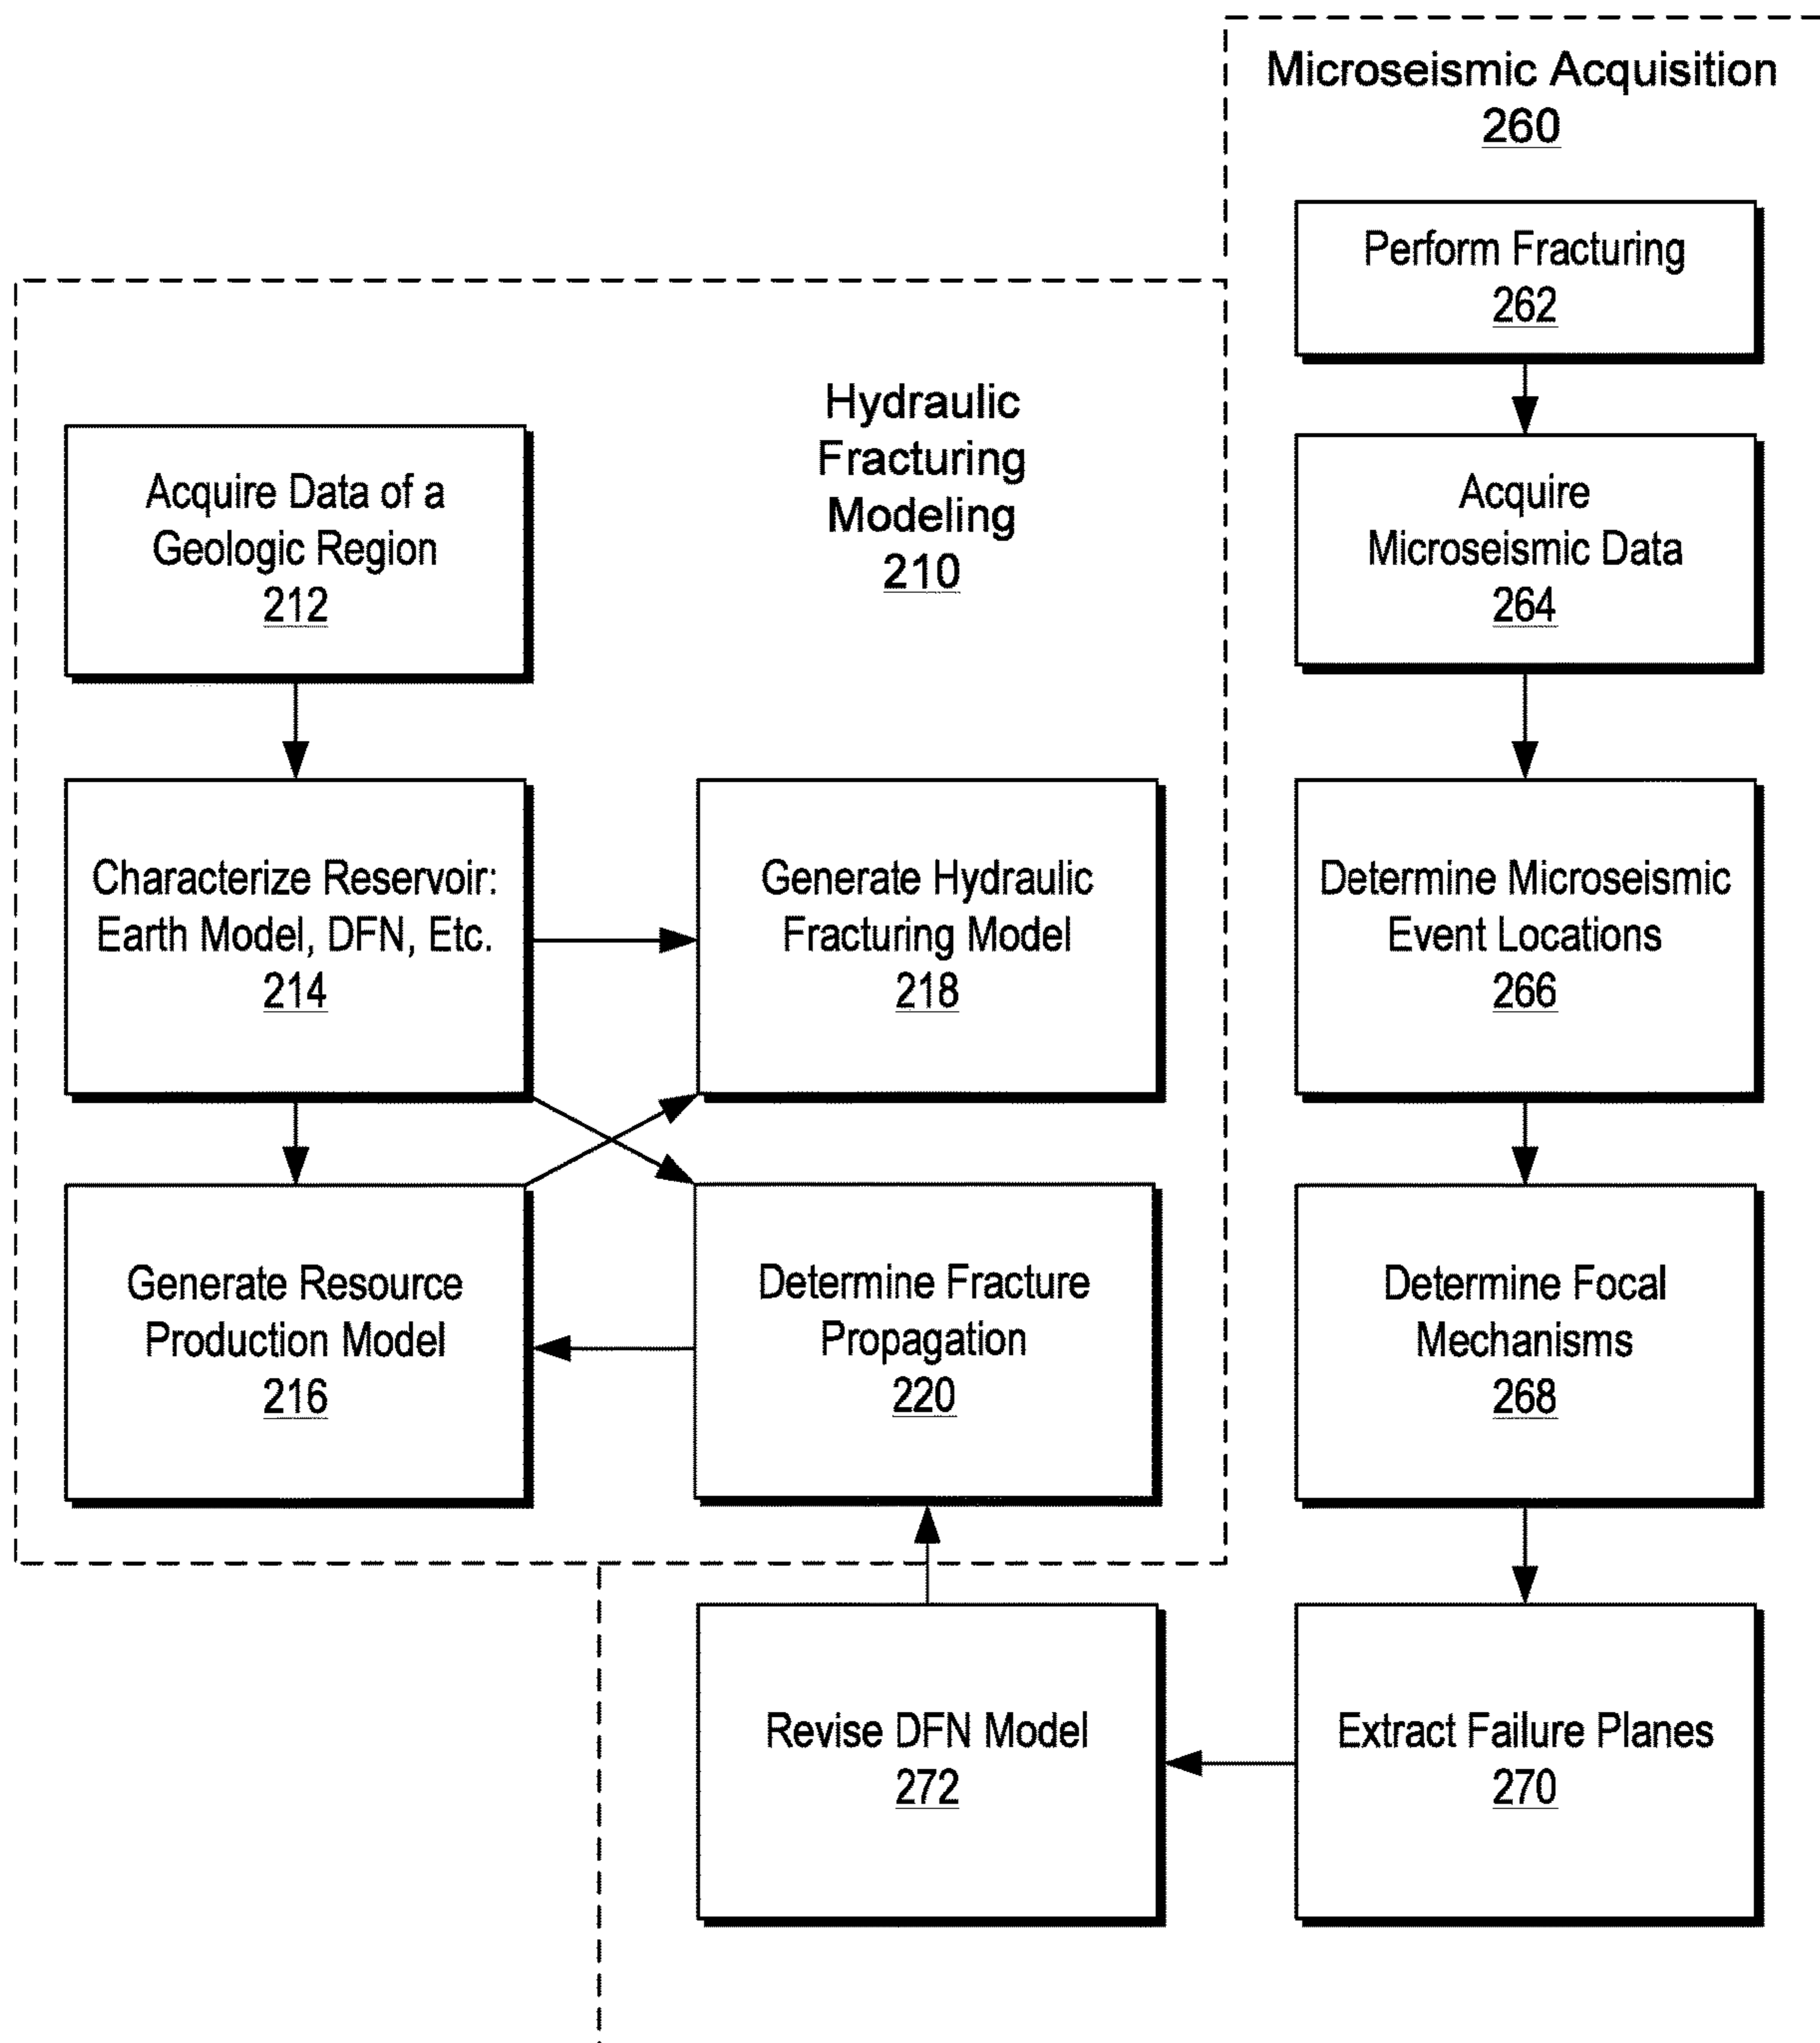 Microseismic Acquisition
260
Perform Fracturing
262
Hydraulic
Fracturing
Modeling
210
Acquire Data of a
Geologic Region
212
Acquire
Microseismic Data
264
Characterize Reservoir:
Earth Model, DFN, Etc.
214
Generate Hydraulic
Fracturing Model
218
Determine Microseismic
Event Locations
266
Generate Resource
Production Model
216
Determine Fracture
Propagation
220
Determine Focal
Mechanisms
268
Revise DFN Model
272
Extract Failure Planes
270